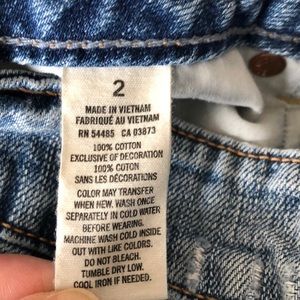 2
MADE IN VIETNAM
FABRIQUÉ AU VIETNAM
RN 54485 CA 03873
100% COTTON
EXCLUSIVE OF DECORATION
100% COTON
SANS LES DÉCORATIONS
COLOR MAY TRANSFER
WHEN NEW. WASH ONCE
SEPARATELY IN COLD WATER
BEFORE WEARING.
MACHINE WASH COLD INSIDE
OUT WITH LIKE COLORS.
DO NOT BLEACH.
TUMBLE DRY LOW.
COOL IRON IF NEEDED.